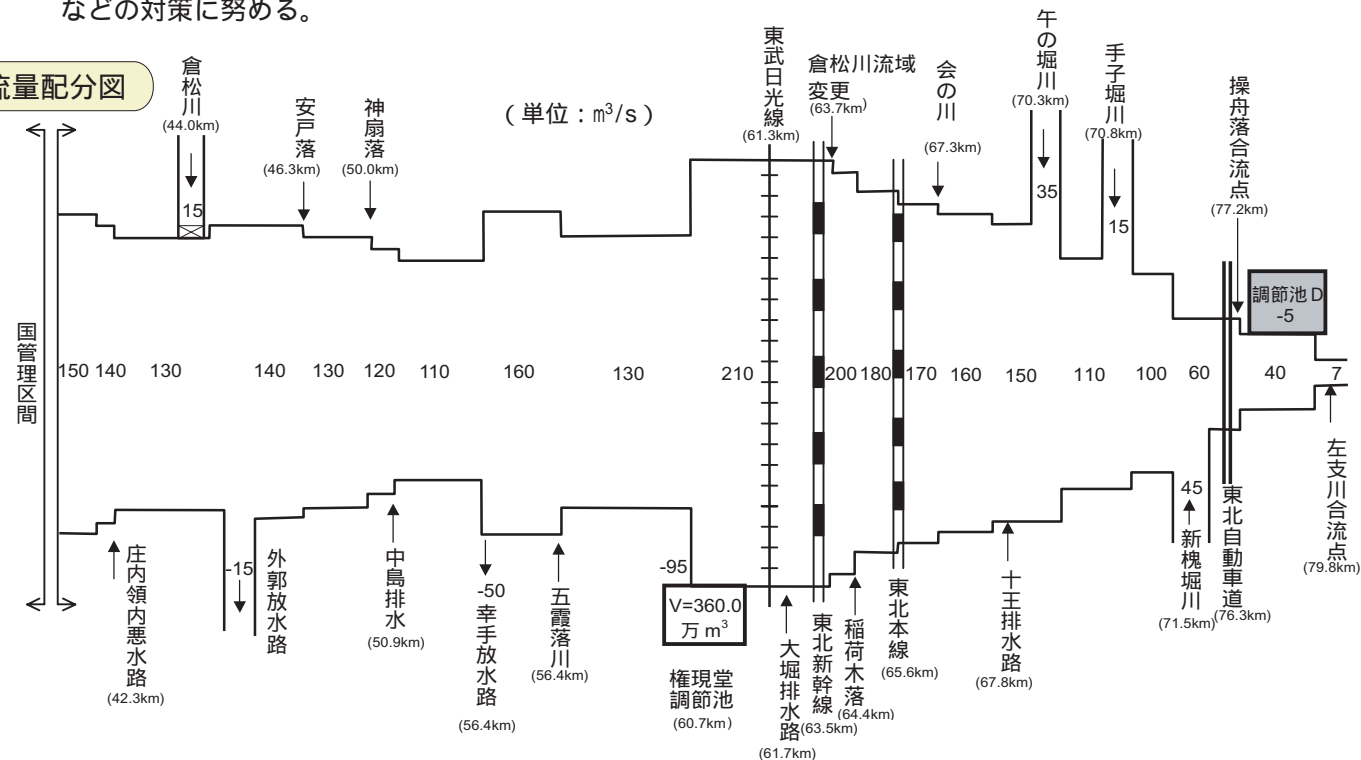 などの対策に努める。
流量配分図
(単位：㎥/s)
倉松川
(44.0km)
15
安戸落
(46.3km)
神扇落
(50.0km)
東武日光線
(61.3km)
倉松川流域
変更
(63.7km)
会の川
(67.3km)
午の堀川
(70.3km)
35
手子堀川
(70.8km)
15
操舟落合流点
(77.2km)
調節池D
-5
国管理区間
150 140 130 140 130 120 110 160 130 210 200 180 170 160 150 110 100 60 40 7
庄内領内悪水路
(42.3km)
-15
外郭放水路
中島排水
(50.9km)
-50
幸手放水路
(56.4km)
五霞落川
(56.4km)
-95
V=360.0
万 m³
権現堂
調節池
(60.7km)
大堀排水路
(61.7km)
東北新幹線
(63.5km)
稲荷木落
(64.4km)
東北本線
(65.6km)
十王排水路
(67.8km)
45
新槐堀川
(71.5km)
東北自動車道
(76.3km)
左支川合流点
(79.8km)